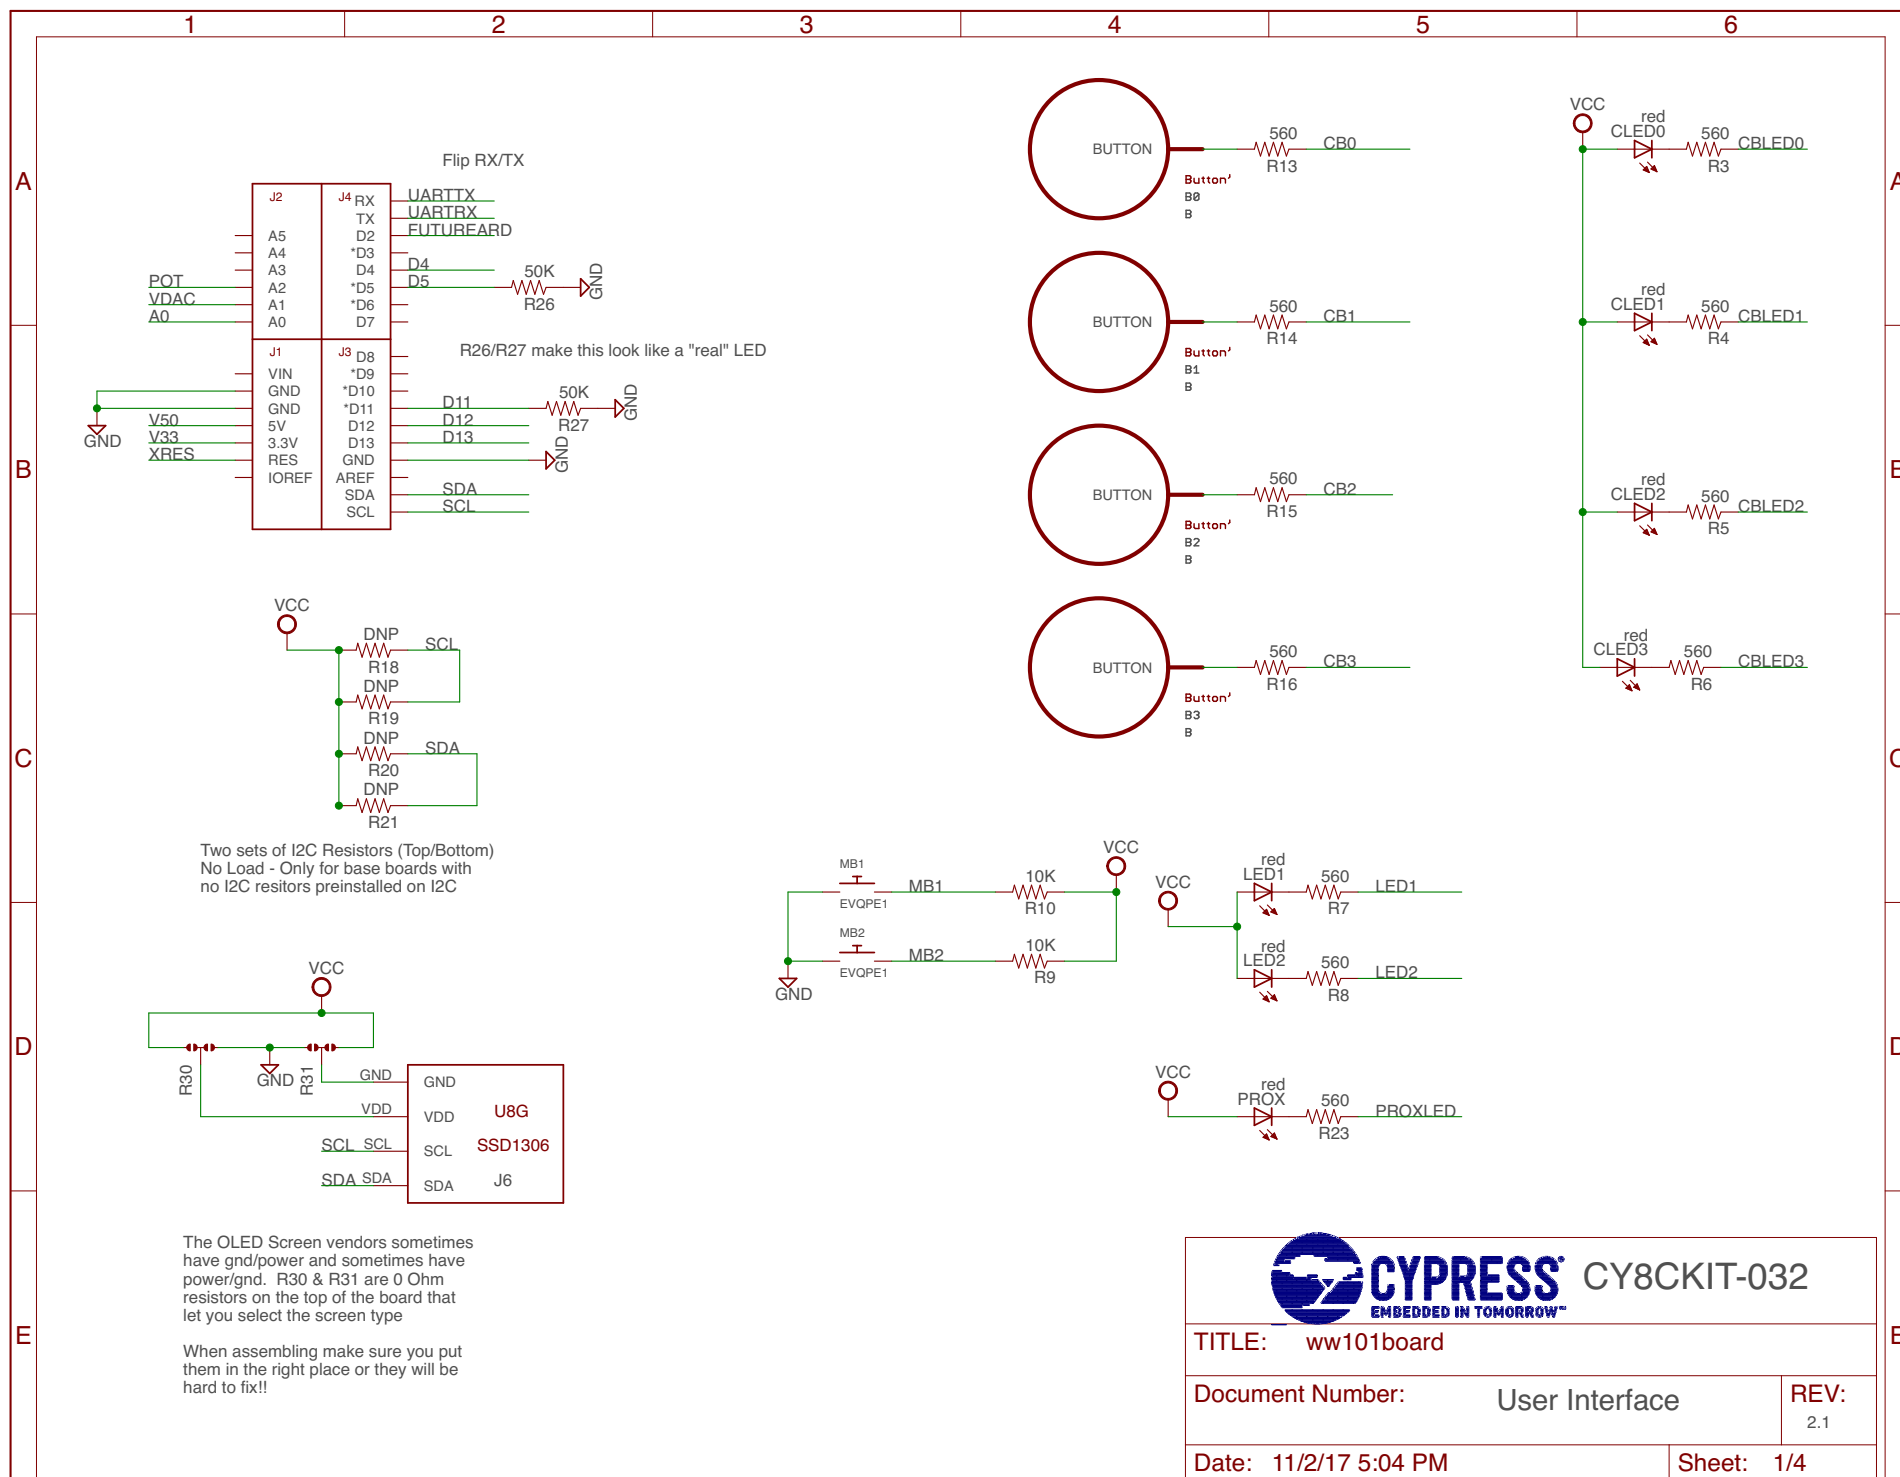 1 2 3 4 5 6
A
B
C
D
E
Flip RX/TX
J2
J4
RX UARTTX
TX UARTRX
A5 D2 FUTUREARD
A4 *D3
A3 D4 D4
POT A2 *D5 D5
50K
R26
GND
VDAC A1 *D6
A0 A0 D7
R26/R27 make this look like a "real" LED
J1
J3
D8
VIN *D9
GND *D10
GND *D11 D11
50K
R27
GND
GND
V50 5V D12 D12
V33 3.3V D13 D13
XRES RES GND
GND
IOREF AREF
SDA SDA
SCL SCL
VCC
DNP SCL
R18
DNP
R19
DNP SDA
R20
DNP
R21
Two sets of I2C Resistors (Top/Bottom)
No Load - Only for base boards with
no I2C resitors preinstalled on I2C
VCC
R30
GND
R31
GND GND
VDD VDD
U8G
SCL SCL SCL
SSD1306
SDA SDA SDA
J6
The OLED Screen vendors sometimes
have gnd/power and sometimes have
power/gnd. R30 & R31 are 0 Ohm
resistors on the top of the board that
let you select the screen type
When assembling make sure you put
them in the right place or they will be
hard to fix!!
BUTTON
560
R13
CB0
Button'
B0
B
BUTTON
560
R14
CB1
Button'
B1
B
BUTTON
560
R15
CB2
Button'
B2
B
BUTTON
560
R16
CB3
Button'
B3
B
VCC
red
CLED0
560
R3
CBLED0
red
CLED1
560
R4
CBLED1
red
CLED2
560
R5
CBLED2
red
CLED3
560
R6
CBLED3
MB1
EVQPE1
MB1
10K
R10
VCC
MB2
EVQPE1
MB2
10K
R9
GND
VCC
red
LED1
560
R7
LED1
red
LED2
560
R8
LED2
VCC
red
PROX
560
R23
PROXLED
CYPRESS CY8CKIT-032
EMBEDDED IN TOMORROW™
TITLE: ww101board
Document Number: User Interface
REV:
2.1
Date: 11/2/17 5:04 PM
Sheet: 1/4
A